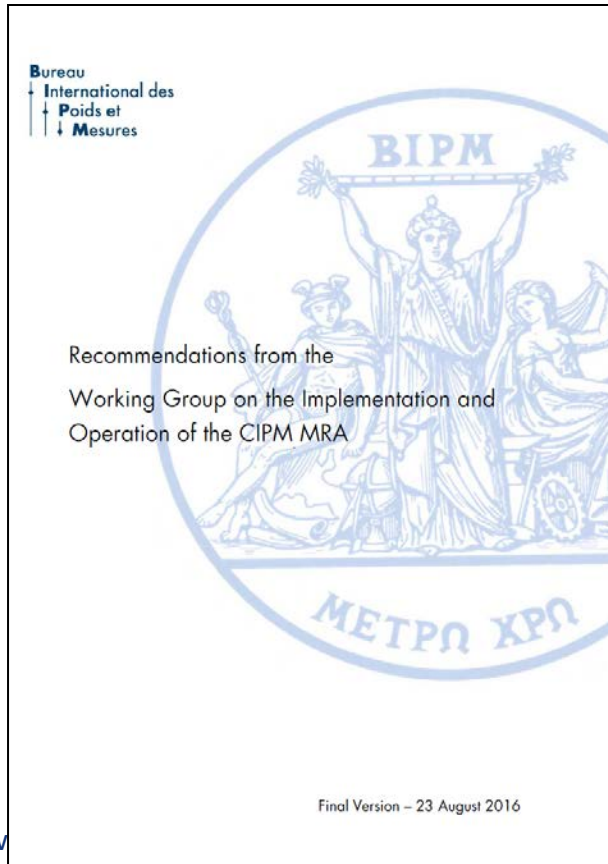 Bureau
International des
Poids et
Mesures
BIPM
Recommendations from the
Working Group on the Implementation and
Operation of the CIPM MRA
ΜΕΤΡΩ ΧΡΩ
Final Version – 23 August 2016